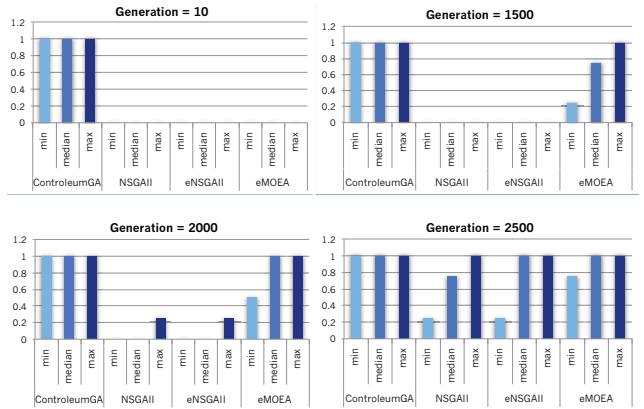 Generation = 10
1.2
1
0.8
0.6
0.4
0.2
0
min
median
max
min
median
max
min
median
max
min
median
max
ControleumGA
NSGAII
eNSGAII
eMOEA
Generation = 1500
1.2
1
0.8
0.6
0.4
0.2
0
min
median
max
min
median
max
min
median
max
min
median
max
ControleumGA
NSGAII
eNSGAII
eMOEA
Generation = 2000
1.2
1
0.8
0.6
0.4
0.2
0
min
median
max
min
median
max
min
median
max
min
median
max
ControleumGA
NSGAII
eNSGAII
eMOEA
Generation = 2500
1.2
1
0.8
0.6
0.4
0.2
0
min
median
max
min
median
max
min
median
max
min
median
max
ControleumGA
NSGAII
eNSGAII
eMOEA